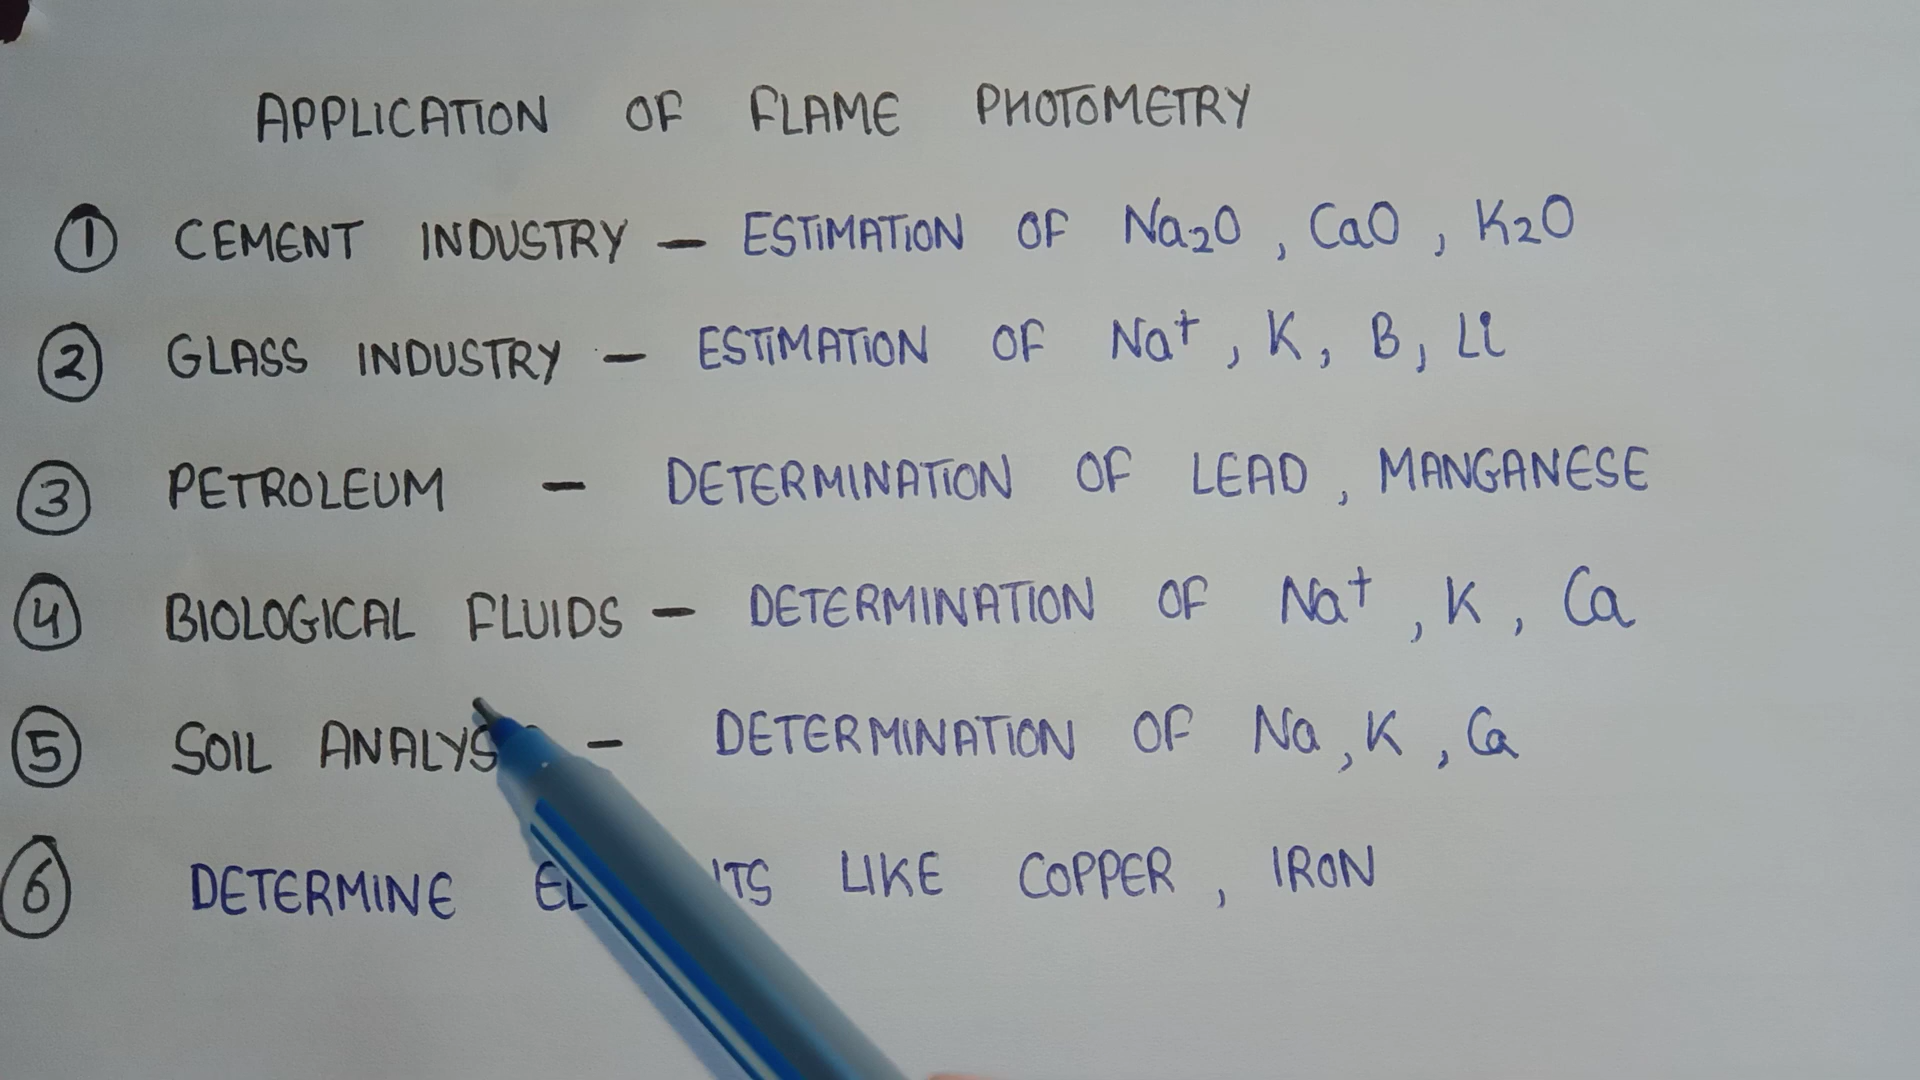 APPLICATION OF FLAME PHOTOMETRY
① CEMENT INDUSTRY – ESTIMATION OF Na₂O , CaO , K₂O
② GLASS INDUSTRY – ESTIMATION OF Na⁺ , K , B , Li
③ PETROLEUM – DETERMINATION OF LEAD , MANGANESE
④ BIOLOGICAL FLUIDS – DETERMINATION OF Na⁺ , K , Ca
⑤ SOIL – DETERMINATION OF Na , K , Ca
⑥ DETERMINE LIKE COPPER , IRON